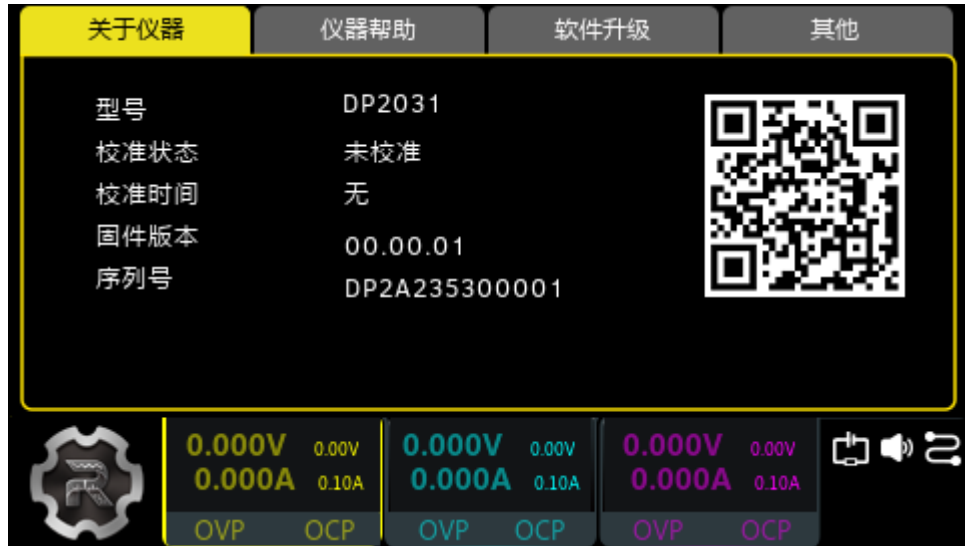 关于仪器 仪器帮助 软件升级 其他
型号 DP2031
校准状态 未校准
校准时间 无
固件版本 00.00.01
序列号 DP2A235300001
0.000V 0.00V 0.000V 0.00V 0.000V 0.00V
0.000A 0.10A 0.000A 0.10A 0.000A 0.10A
OVP OCP OVP OCP OVP OCP
R